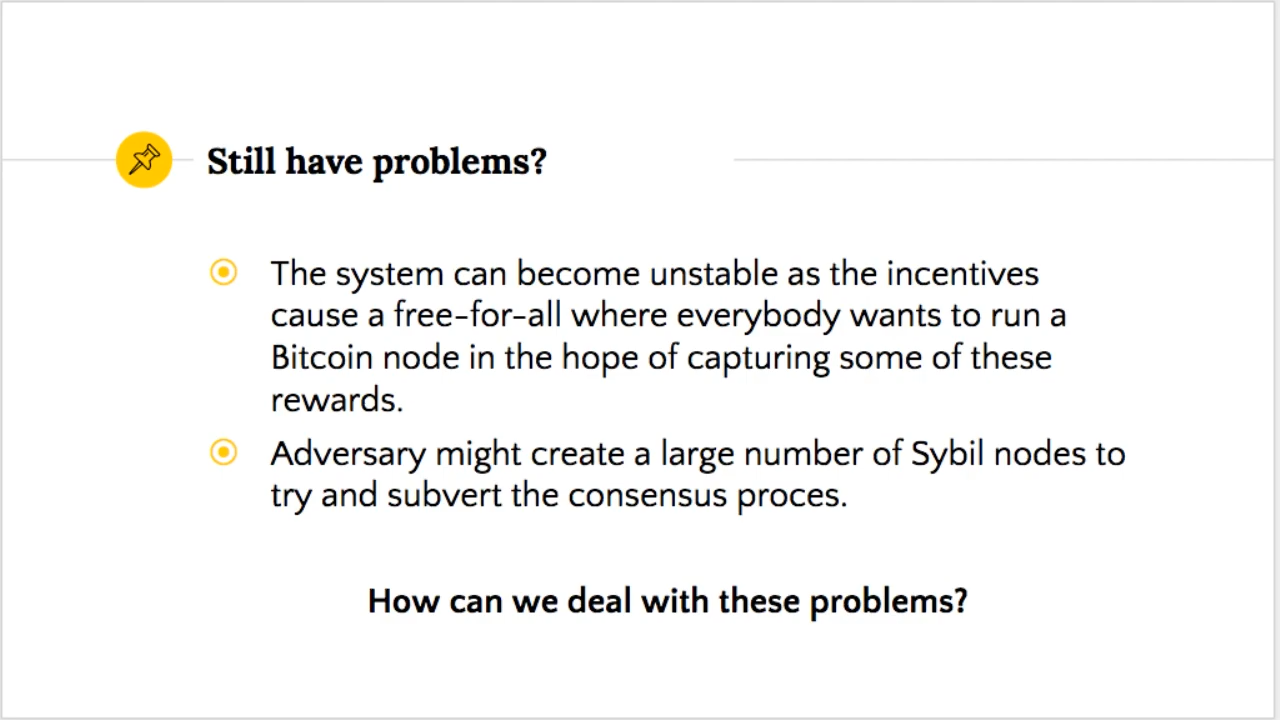 Still have problems?
The system can become unstable as the incentives
cause a free-for-all where everybody wants to run a
Bitcoin node in the hope of capturing some of these
rewards.
Adversary might create a large number of Sybil nodes to
try and subvert the consensus proces.
How can we deal with these problems?